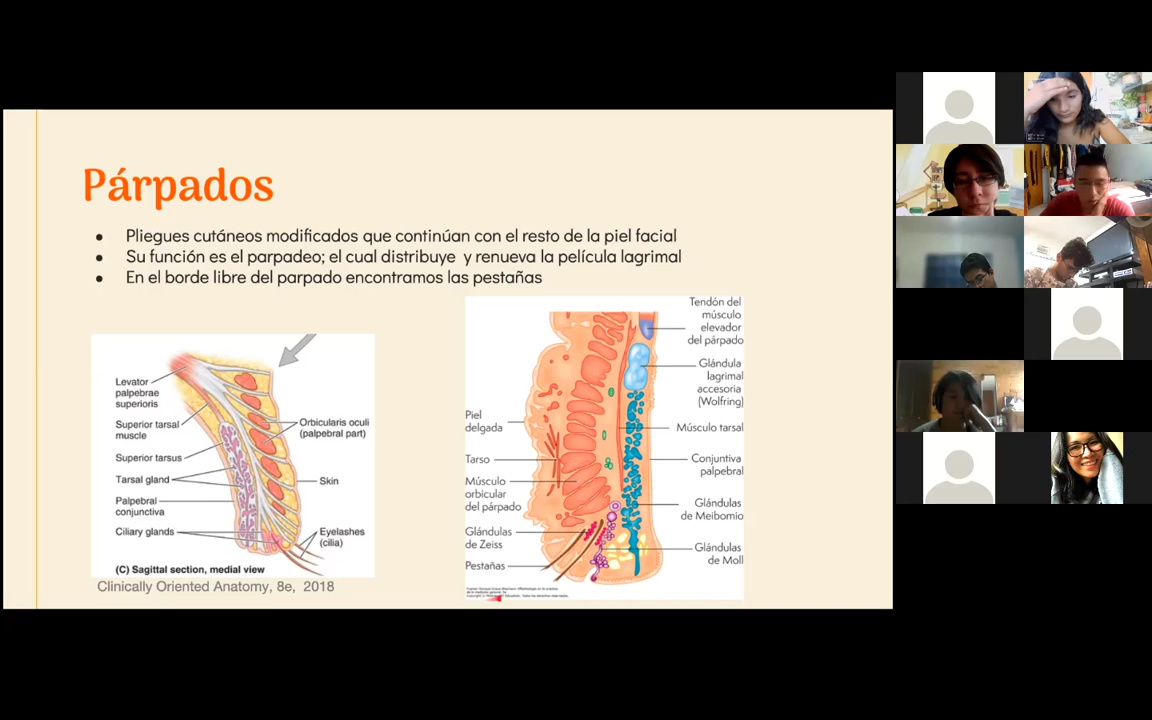 Párpados
● Pliegues cutáneos modificados que continúan con el resto de la piel facial
● Su función es el parpadeo; el cual distribuye y renueva la película lagrimal
● En el borde libre del parpado encontramos las pestañas
Levator
palpebrae
superioris
Superior tarsal
muscle
Superior tarsus
Tarsal gland
Palpebral
conjunctiva
Ciliary glands
Orbicularis oculi
(palpebral part)
Skin
Eyelashes
(cilia)
(C) Sagittal section, medial view
Clinically Oriented Anatomy, 8e, 2018
Piel
delgada
Tarso
Músculo
orbicular
del párpado
Glándulas
de Zeiss
Pestañas
Tendón del
músculo
elevador
del párpado
Glándula
lagrimal
accesoria
(Wolfring)
Músculo tarsal
Conjuntiva
palpebral
Glándulas
de Meibomio
Glándulas
de Moll